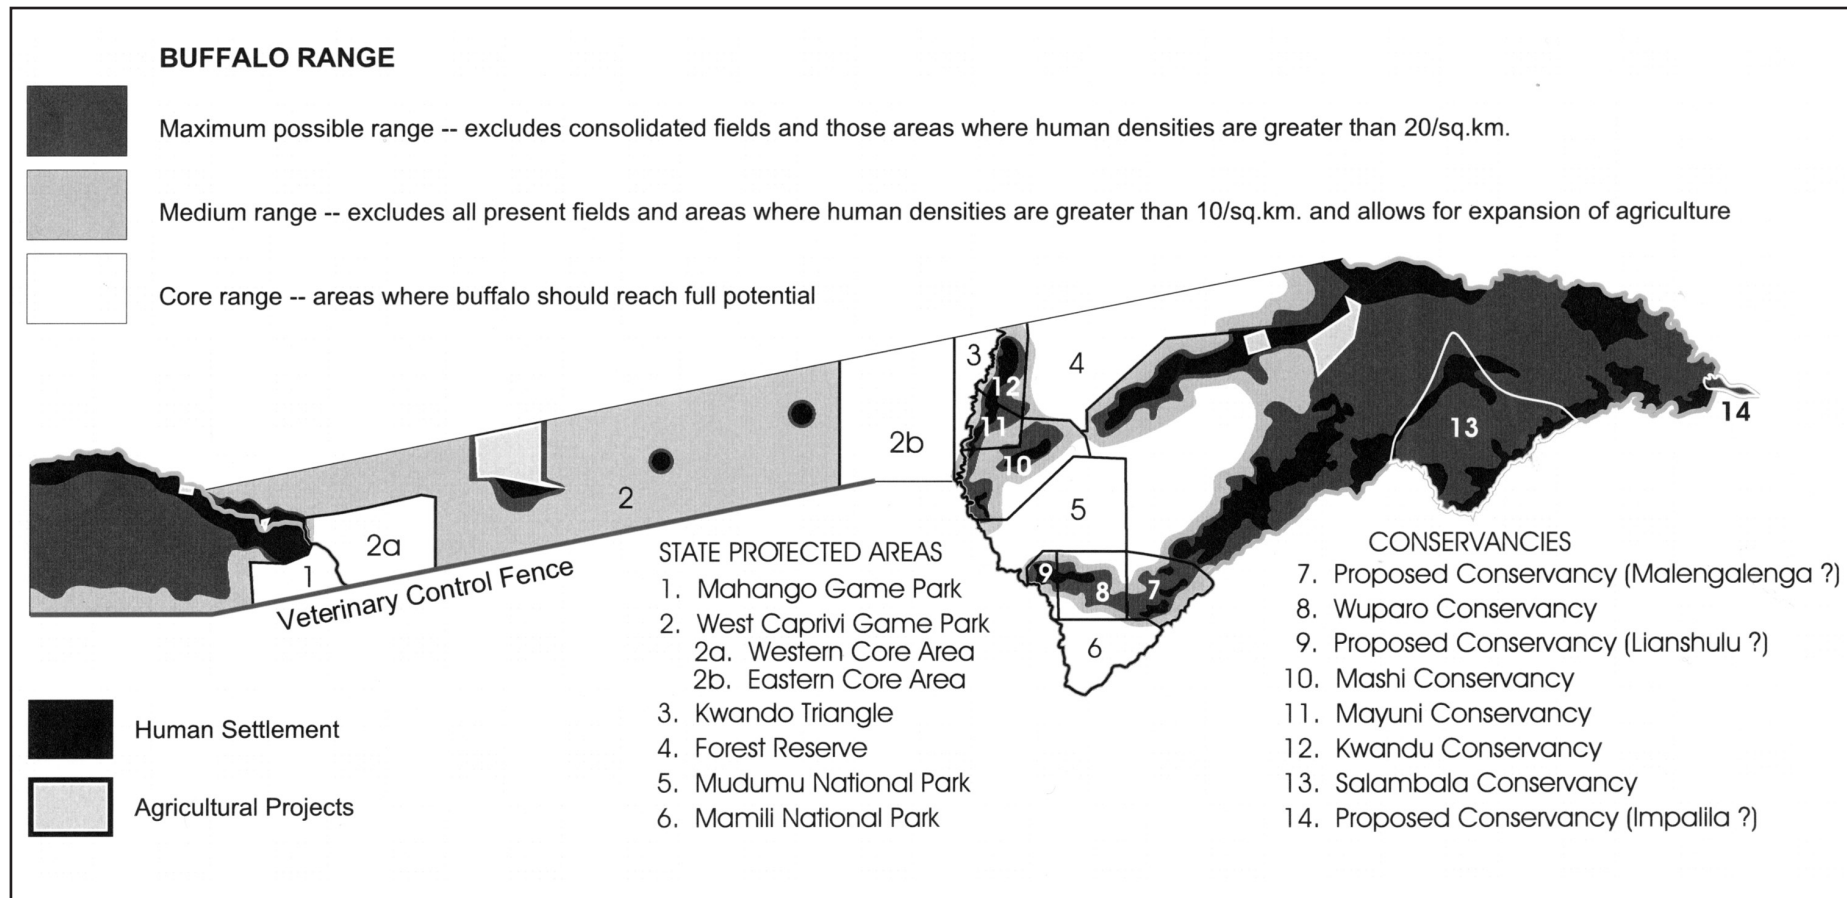 BUFFALO RANGE
Maximum possible range -- excludes consolidated fields and those areas where human densities are greater than 20/sq.km.
Medium range -- excludes all present fields and areas where human densities are greater than 10/sq.km. and allows for expansion of agriculture
Core range -- areas where buffalo should reach full potential
3
4
12
11
2b
10
13
14
2
5
2a
1
9
8
7
6
Veterinary Control Fence
Human Settlement
Agricultural Projects
STATE PROTECTED AREAS
1. Mahango Game Park
2. West Caprivi Game Park
2a. Western Core Area
2b. Eastern Core Area
3. Kwando Triangle
4. Forest Reserve
5. Mudumu National Park
6. Mamili National Park
CONSERVANCIES
7. Proposed Conservancy (Malengalenga ?)
8. Wuparo Conservancy
9. Proposed Conservancy (Lianshulu ?)
10. Mashi Conservancy
11. Mayuni Conservancy
12. Kwandu Conservancy
13. Salambala Conservancy
14. Proposed Conservancy (Impalila ?)